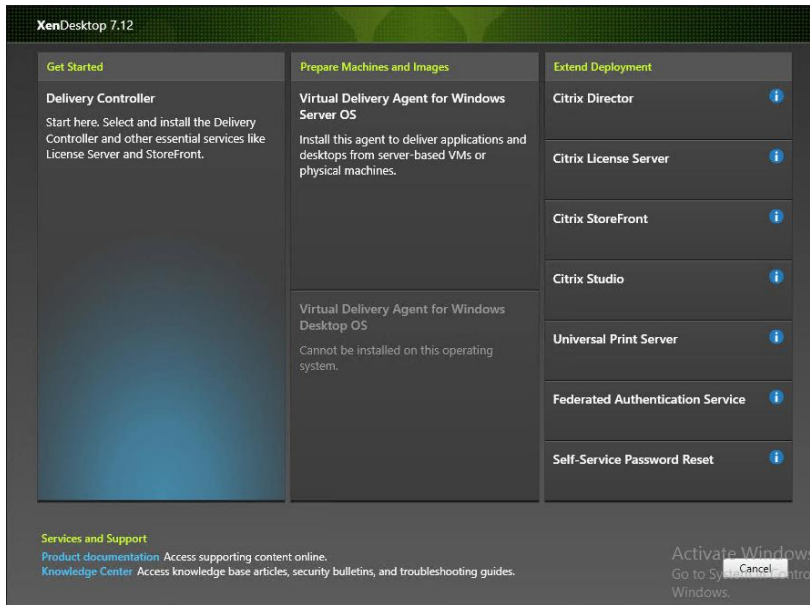 XenDesktop 7.12
Get Started
Delivery Controller
Start here. Select and install the Delivery
Controller and other essential services like
License Server and StoreFront.
Prepare Machines and Images
Virtual Delivery Agent for Windows
Server OS
Install this agent to deliver applications and
desktops from server-based VMs or
physical machines.
Virtual Delivery Agent for Windows
Desktop OS
Cannot be installed on this operating
system.
Extend Deployment
Citrix Director
Citrix License Server
Citrix StoreFront
Citrix Studio
Universal Print Server
Federated Authentication Service
Self-Service Password Reset
Services and Support
Product documentation Access supporting content online.
Knowledge Center Access knowledge base articles, security bulletins, and troubleshooting guides.
Activate Windows
Go to
Windows.
Cancel